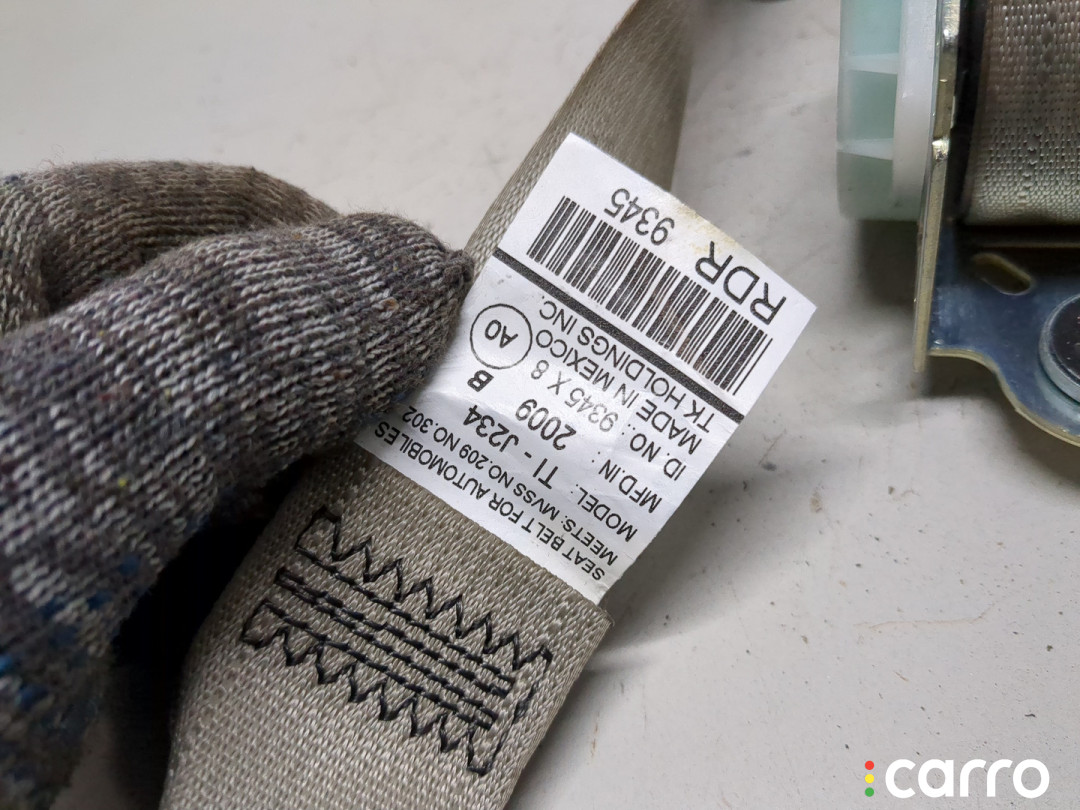 SEAT BELT FOR AUTOMOBILES
MEETS: MVSS NO.209 NO.302
MODEL : TI - J234 B
MFD.IN : 2009
ID. NO. : 9345 X 8 A0
MADE IN MEXICO
TK HOLDINGS INC.
RDR 9345
carro